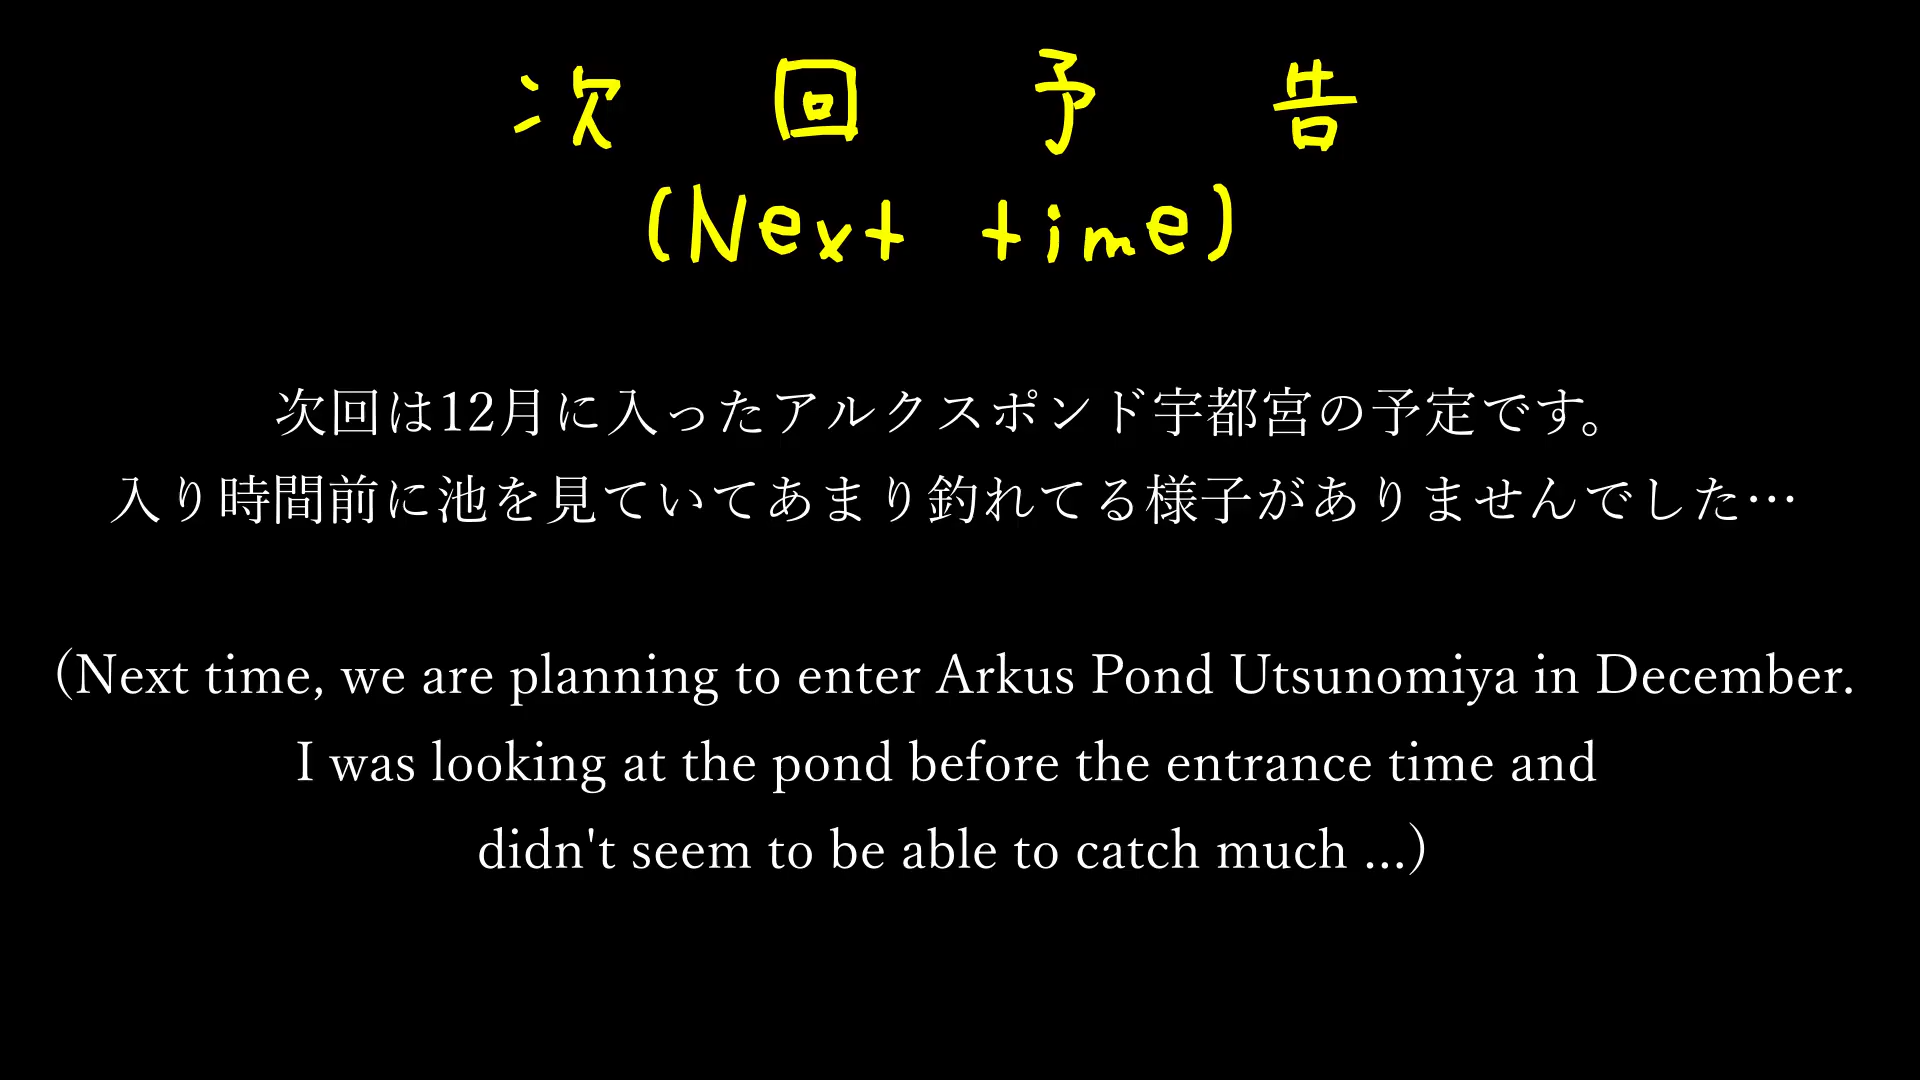 次回予告
(Next time)
次回は12月に入ったアルクスポンド宇都宮の予定です。
入り時間前に池を見ていてあまり釣れてる様子がありませんでした…
(Next time, we are planning to enter Arkus Pond Utsunomiya in December.
I was looking at the pond before the entrance time and
didn't seem to be able to catch much ...)